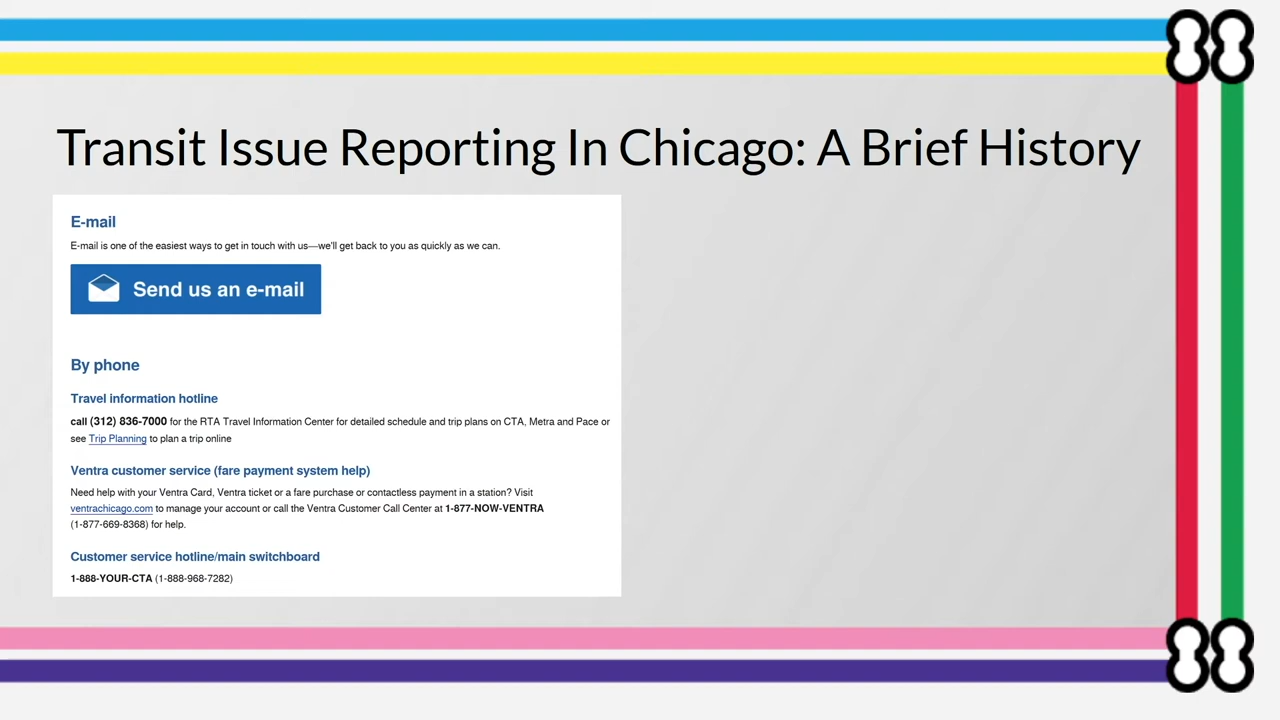 Transit Issue Reporting In Chicago: A Brief History
E-mail
E-mail is one of the easiest ways to get in touch with us—we'll get back to you as quickly as we can.
Send us an e-mail
By phone
Travel information hotline
call (312) 836-7000 for the RTA Travel Information Center for detailed schedule and trip plans on CTA, Metra and Pace or
see Trip Planning to plan a trip online
Ventra customer service (fare payment system help)
Need help with your Ventra Card, Ventra ticket or a fare purchase or contactless payment in a station? Visit
ventrachicago.com to manage your account or call the Ventra Customer Call Center at 1-877-NOW-VENTRA
(1-877-669-8368) for help.
Customer service hotline/main switchboard
1-888-YOUR-CTA (1-888-968-7282)